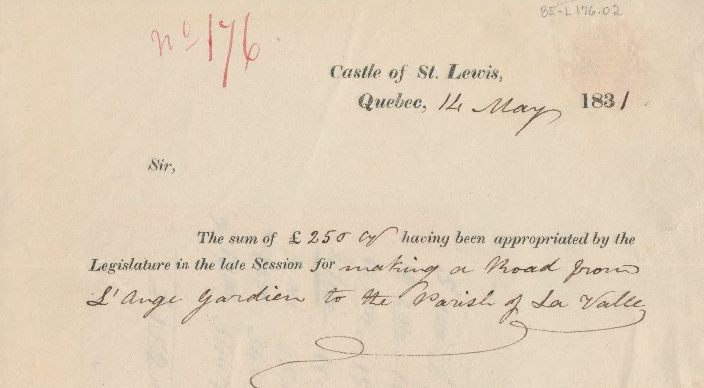 BE-L 176.02
No 176
Castle of St. Lewis,
Quebec, 14 May 1831
Sir,
The sum of £ 250 cy having been appropriated by the
Legislature in the late Session for making a Road from
L'Ange Gardien to the Parish of La Valle